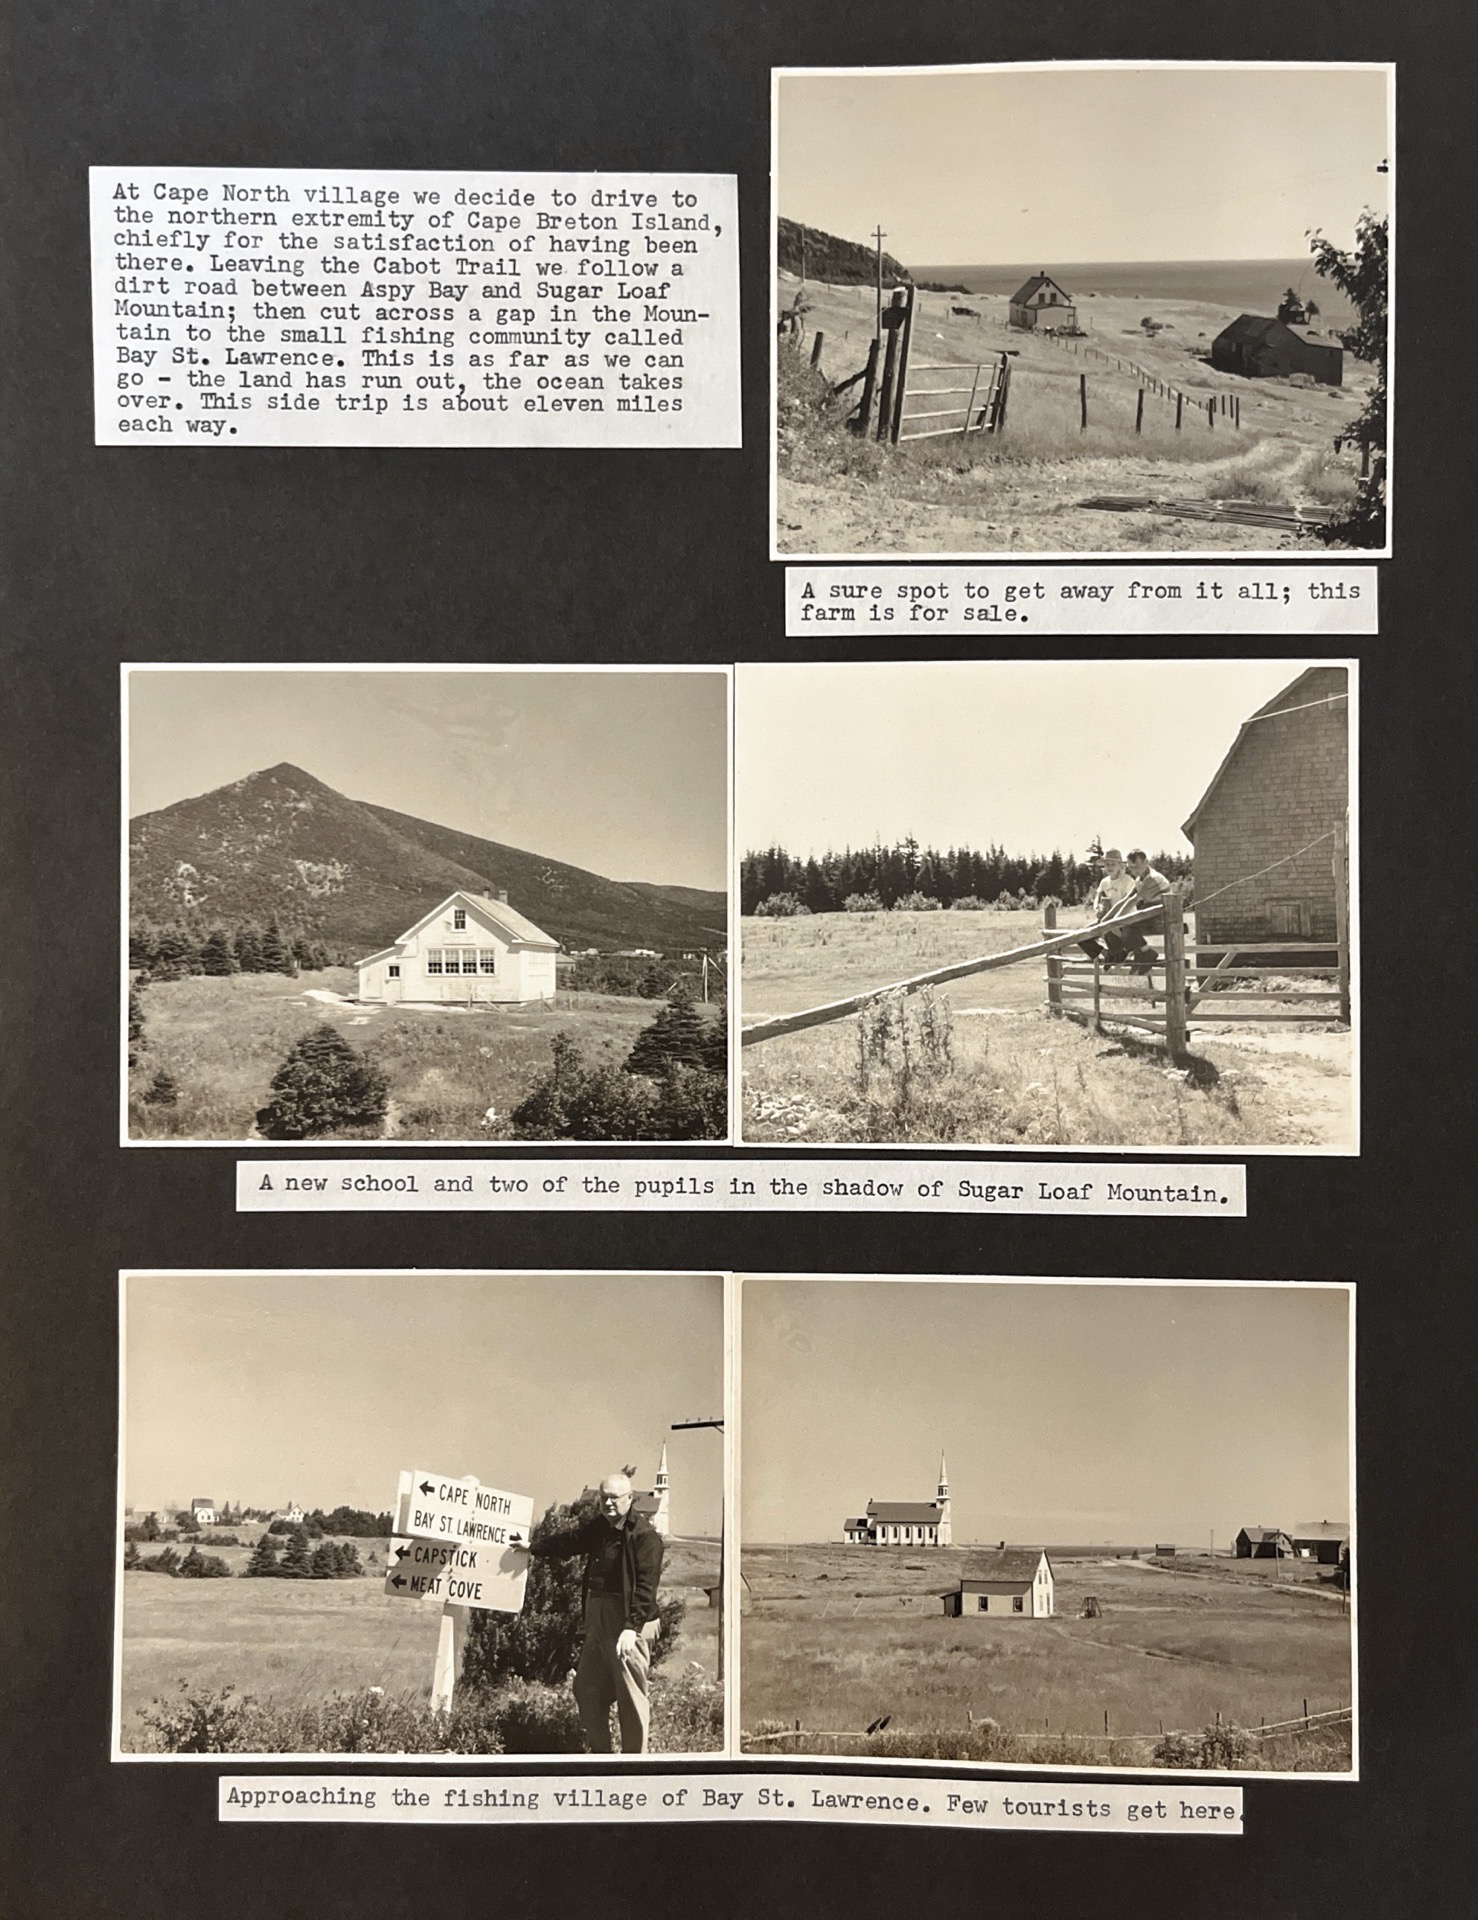 At Cape North village we decide to drive to
the northern extremity of Cape Breton Island,
chiefly for the satisfaction of having been
there. Leaving the Cabot Trail we follow a
dirt road between Aspy Bay and Sugar Loaf
Mountain; then cut across a gap in the Moun-
tain to the small fishing community called
Bay St. Lawrence. This is as far as we can
go - the land has run out, the ocean takes
over. This side trip is about eleven miles
each way.
A sure spot to get away from it all; this
farm is for sale.
A new school and two of the pupils in the shadow of Sugar Loaf Mountain.
← CAPE NORTH
BAY ST. LAWRENCE →
← CAPSTICK
← MEAT COVE
Approaching the fishing village of Bay St. Lawrence. Few tourists get here.